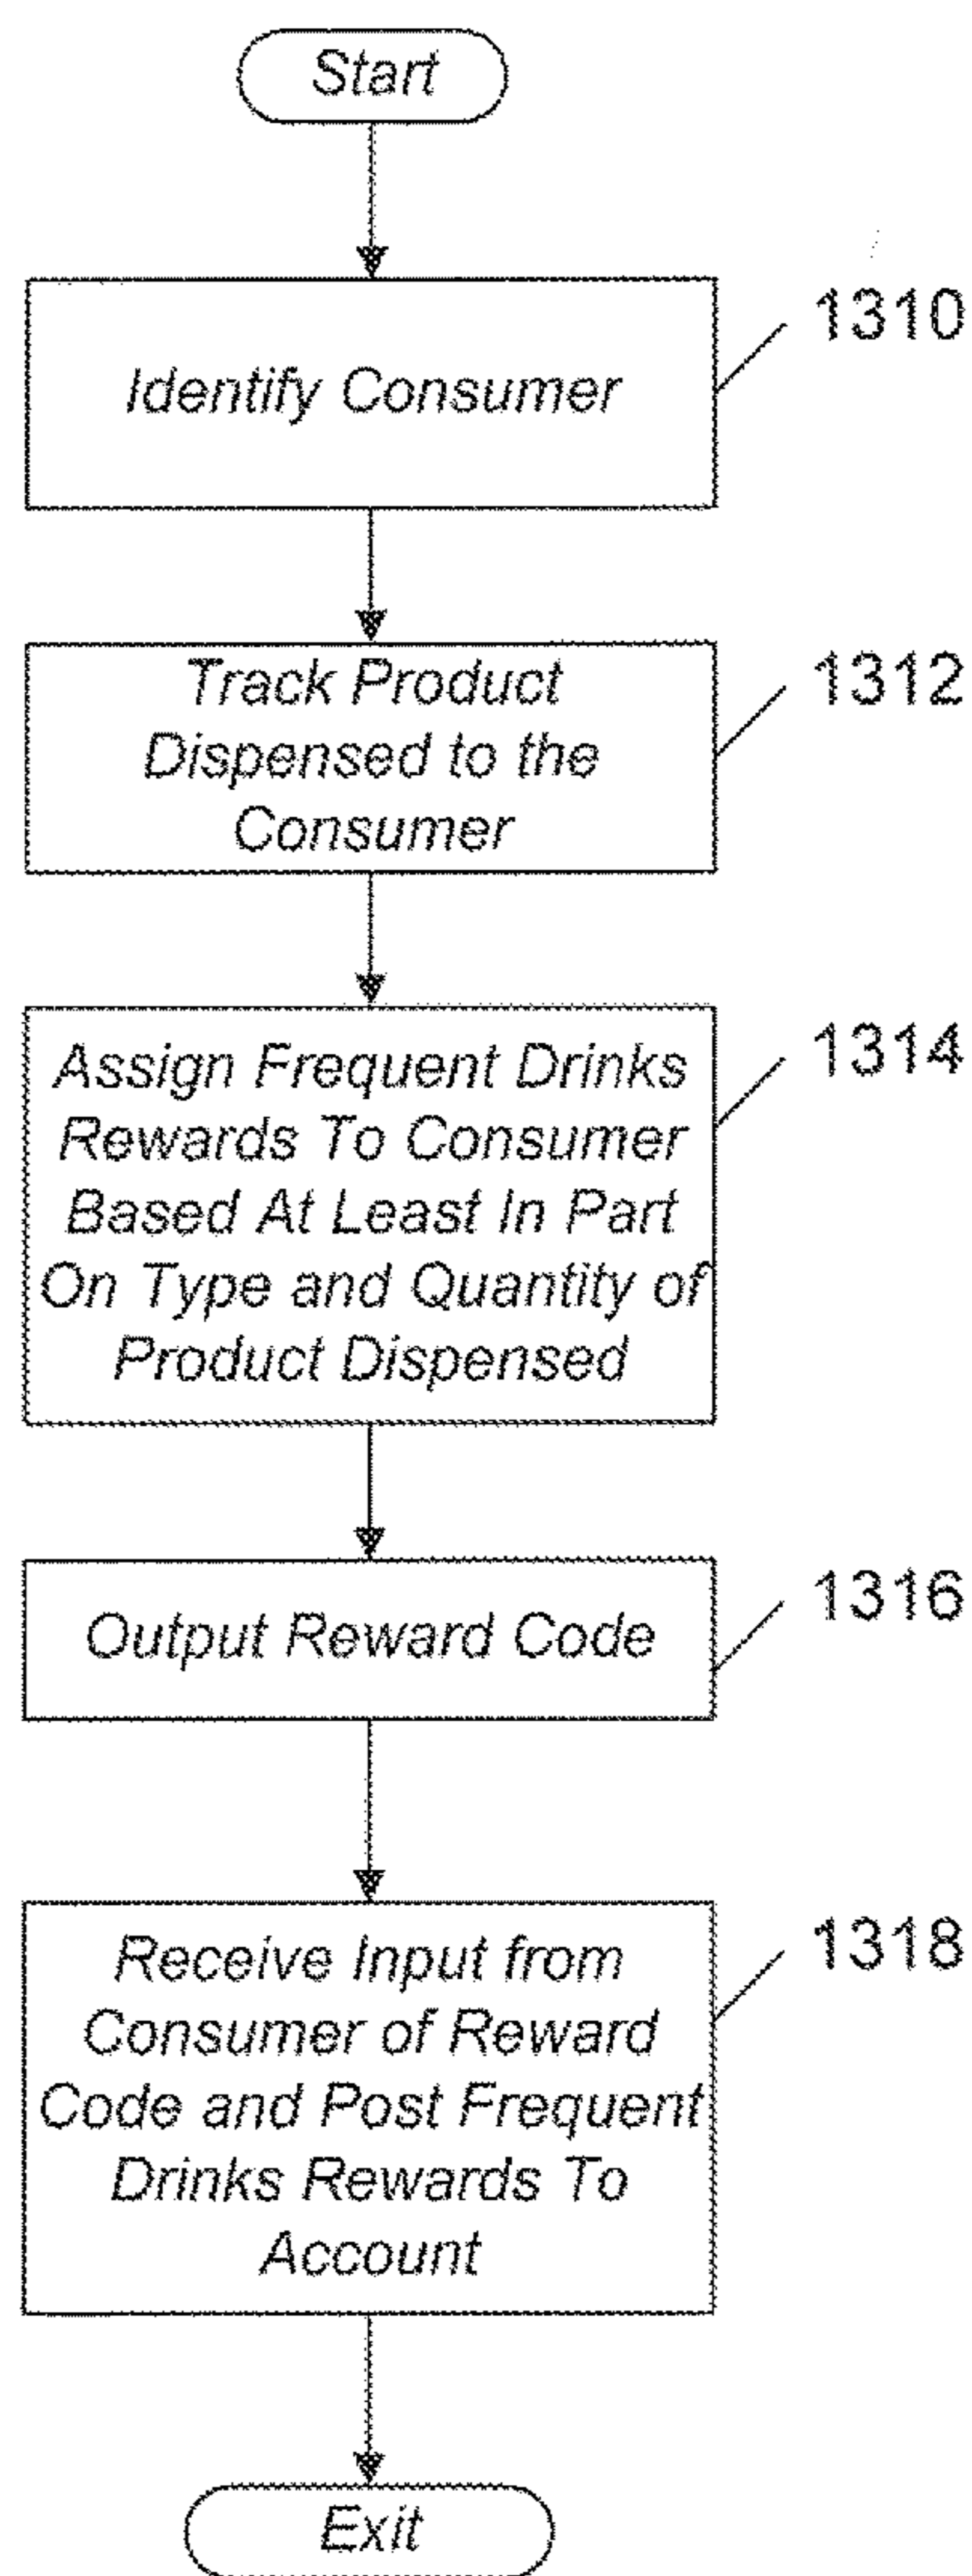 Start
Identify Consumer
1310
Track Product
Dispensed to the
Consumer
1312
Assign Frequent Drinks
Rewards To Consumer
Based At Least In Part
On Type and Quantity of
Product Dispensed
1314
Output Reward Code
1316
Receive Input from
Consumer of Reward
Code and Post Frequent
Drinks Rewards To
Account
1318
Exit